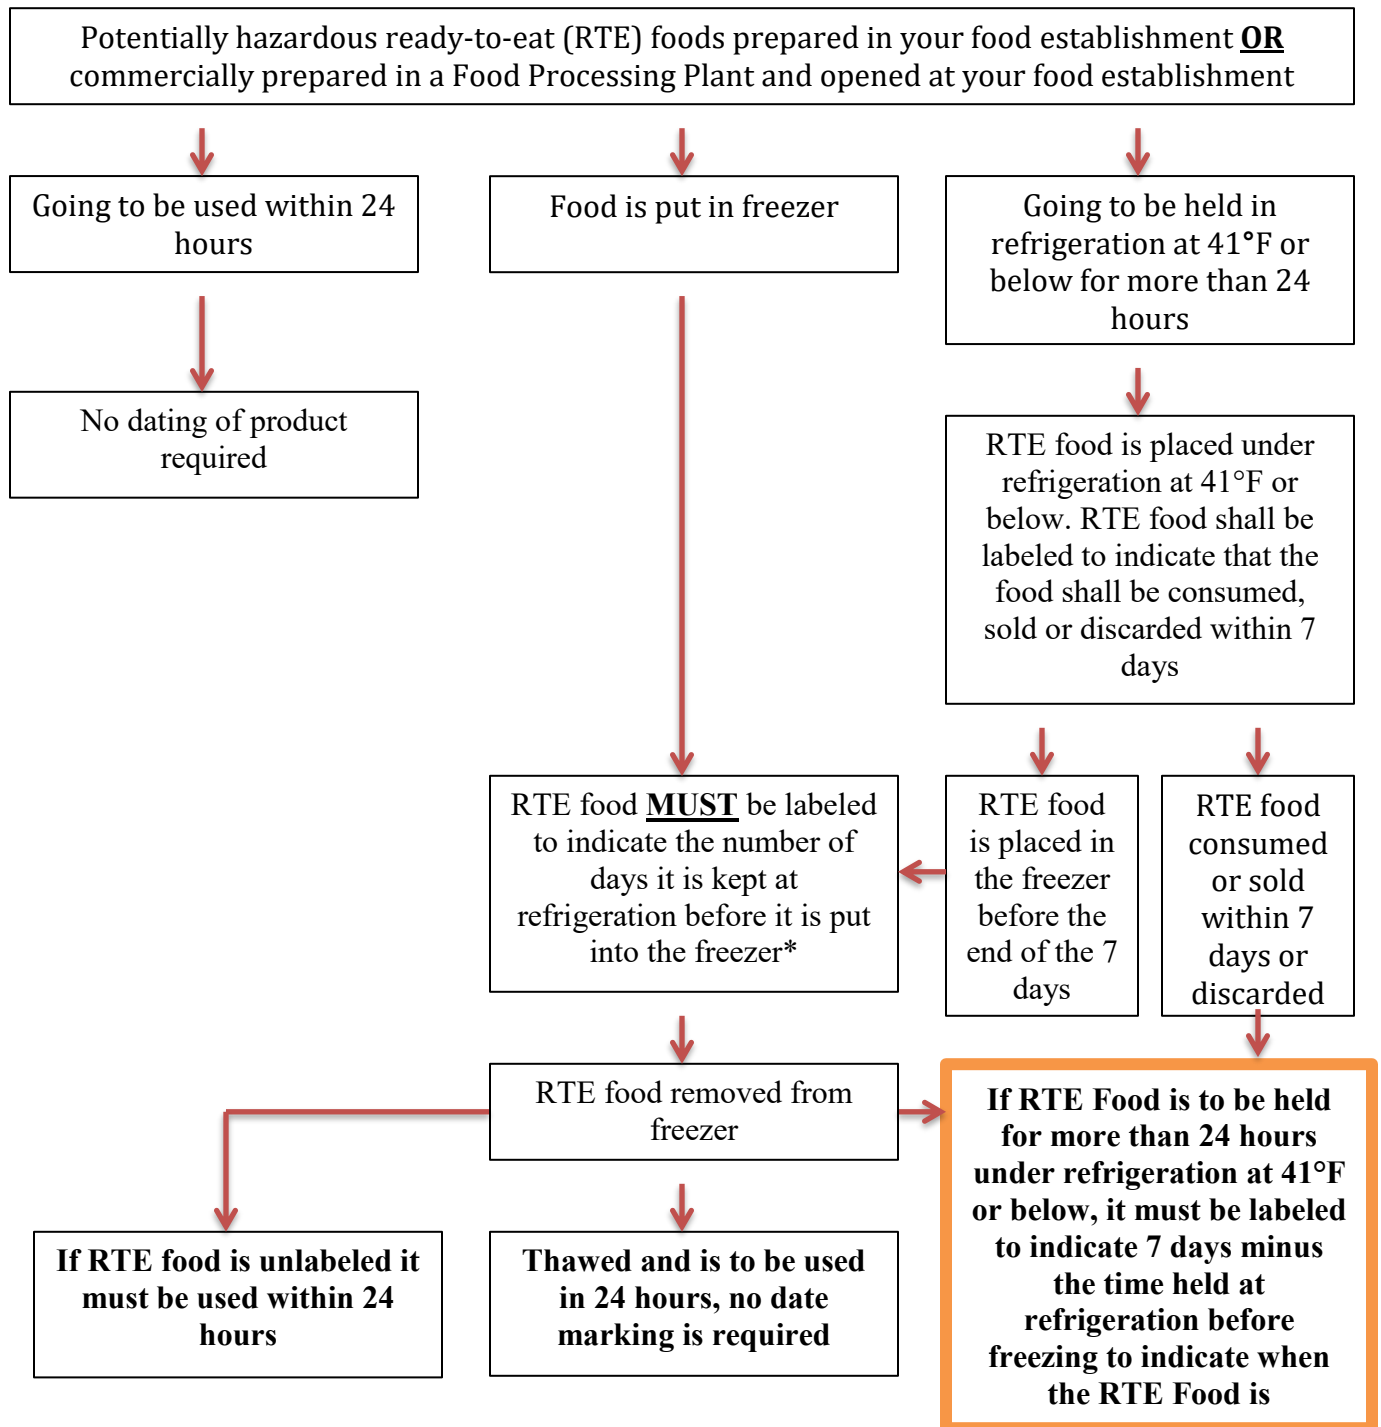 Potentially hazardous ready-to-eat (RTE) foods prepared in your food establishment OR
commercially prepared in a Food Processing Plant and opened at your food establishment
Going to be used within 24
hours
Food is put in freezer
Going to be held in
refrigeration at 41°F or
below for more than 24
hours
No dating of product
required
RTE food is placed under
refrigeration at 41°F or
below. RTE food shall be
labeled to indicate that the
food shall be consumed,
sold or discarded within 7
days
RTE food MUST be labeled
to indicate the number of
days it is kept at
refrigeration before it is put
into the freezer*
RTE food
is placed in
the freezer
before the
end of the 7
days
RTE food
consumed
or sold
within 7
days or
discarded
RTE food removed from
freezer
If RTE food is unlabeled it
must be used within 24
hours
Thawed and is to be used
in 24 hours, no date
marking is required
If RTE Food is to be held
for more than 24 hours
under refrigeration at 41°F
or below, it must be labeled
to indicate 7 days minus
the time held at
refrigeration before
freezing to indicate when
the RTE Food is